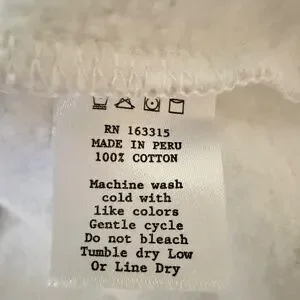 RN 163315
MADE IN PERU
100% COTTON
Machine wash
cold with
like colors
Gentle cycle
Do not bleach
Tumble dry Low
Or Line Dry